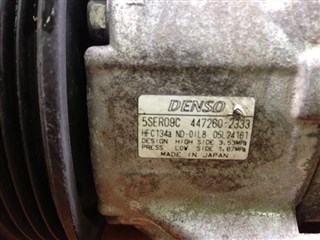 DENSO
5SER09C 447260-2333
HFC134a ND-OIL8 05L24161
DESIGN HIGH SIDE 3.53MPa
PRESS LOW SIDE 1.67MPa
MADE IN JAPAN